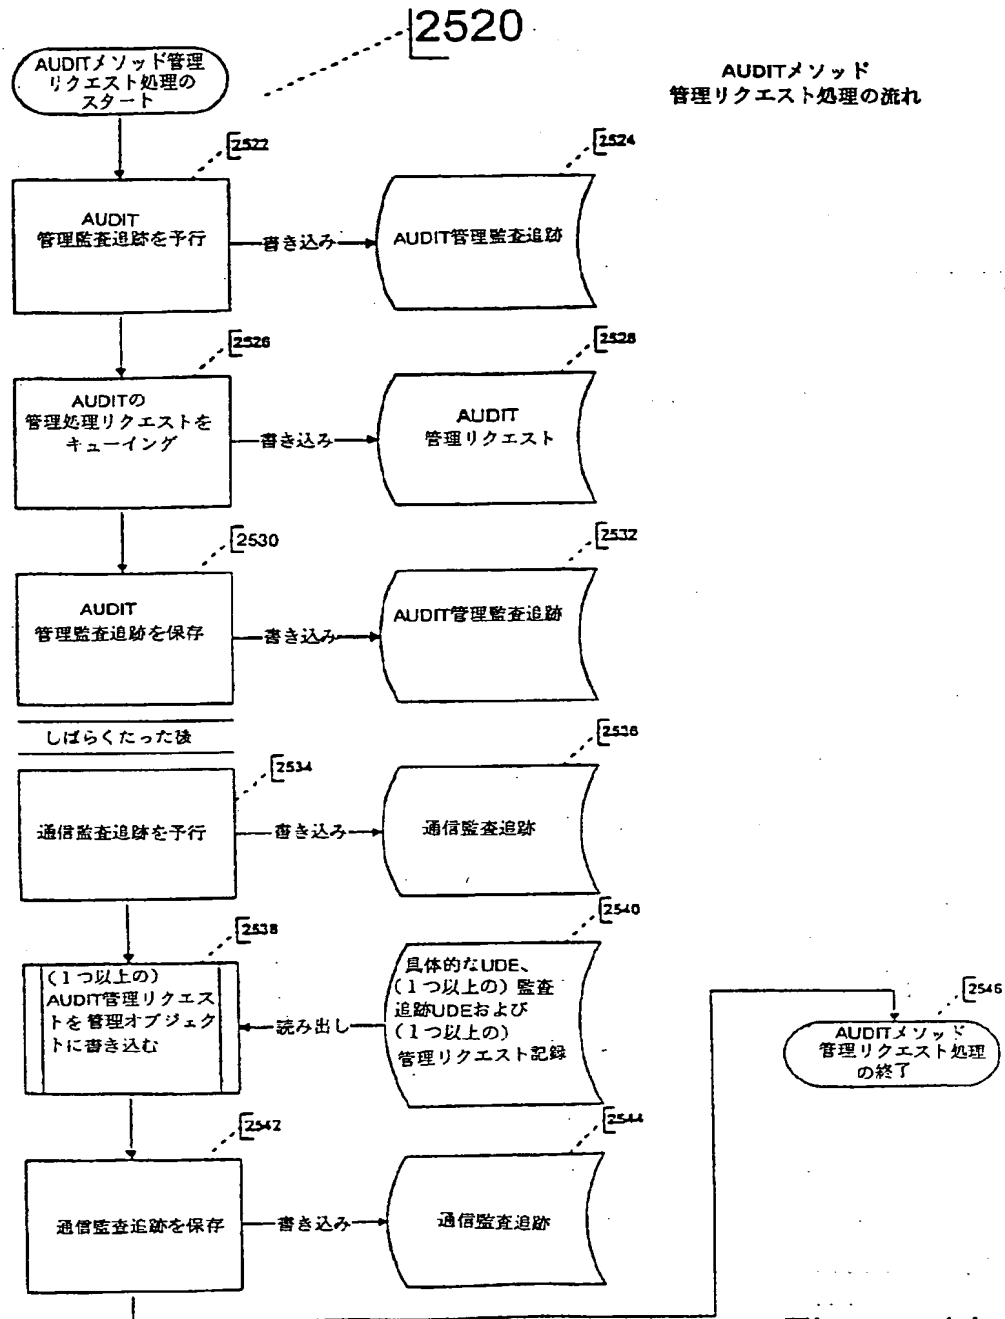 2520
AUDITメソッド管理
リクエスト処理の
スタート
AUDITメソッド
管理リクエスト処理の流れ
2522
2524
AUDIT
管理監査追跡を予行
書き込み
AUDIT管理監査追跡
2526
2528
AUDITの
管理処理リクエストを
キューイング
書き込み
AUDIT
管理リクエスト
2530
2532
AUDIT
管理監査追跡を保存
書き込み
AUDIT管理監査追跡
しばらくたった後
2534
2536
通信監査追跡を予行
書き込み
通信監査追跡
2538
2540
(1つ以上の)
AUDIT管理リクエス
トを管理オブジェク
トに書き込む
読み出し
具体的なUDE、
(1つ以上の)監査
追跡UDEおよび
(1つ以上の)
管理リクエスト記録
2546
AUDITメソッド
管理リクエスト処理
の終了
2542
2544
通信監査追跡を保存
書き込み
通信監査追跡